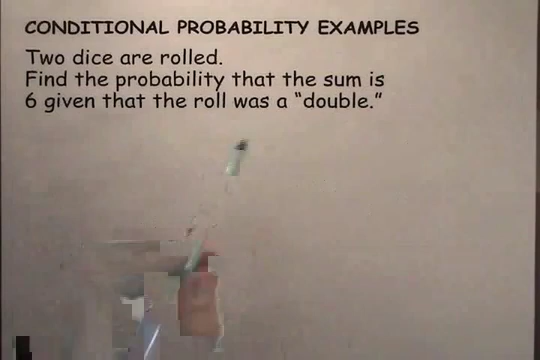 CONDITIONAL PROBABILITY EXAMPLES
Two dice are rolled.
Find the probability that the sum is
6 given that the roll was a “double.”